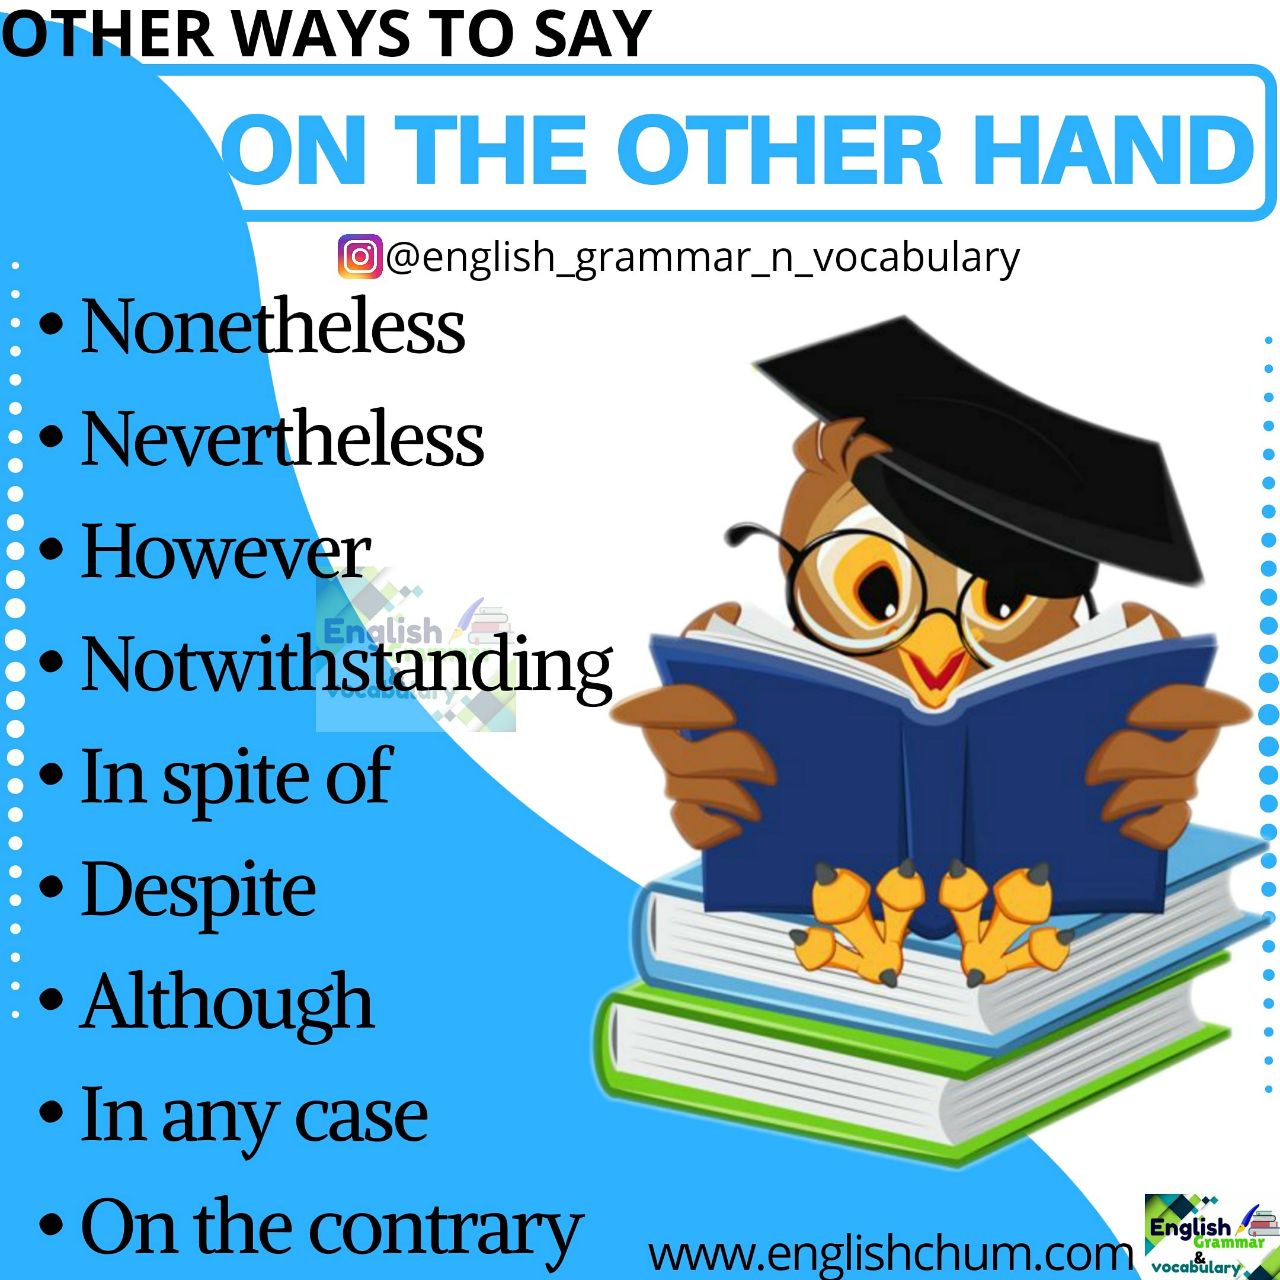 OTHER WAYS TO SAY
ON THE OTHER HAND
@english_grammar_n_vocabulary
• Nonetheless
• Nevertheless
• However
English
Grammar
&
vocabulary
• Notwithstanding
• In spite of
• Despite
• Although
• In any case
• On the contrary
www.englishchum.com
English
Grammar
&
vocabulary